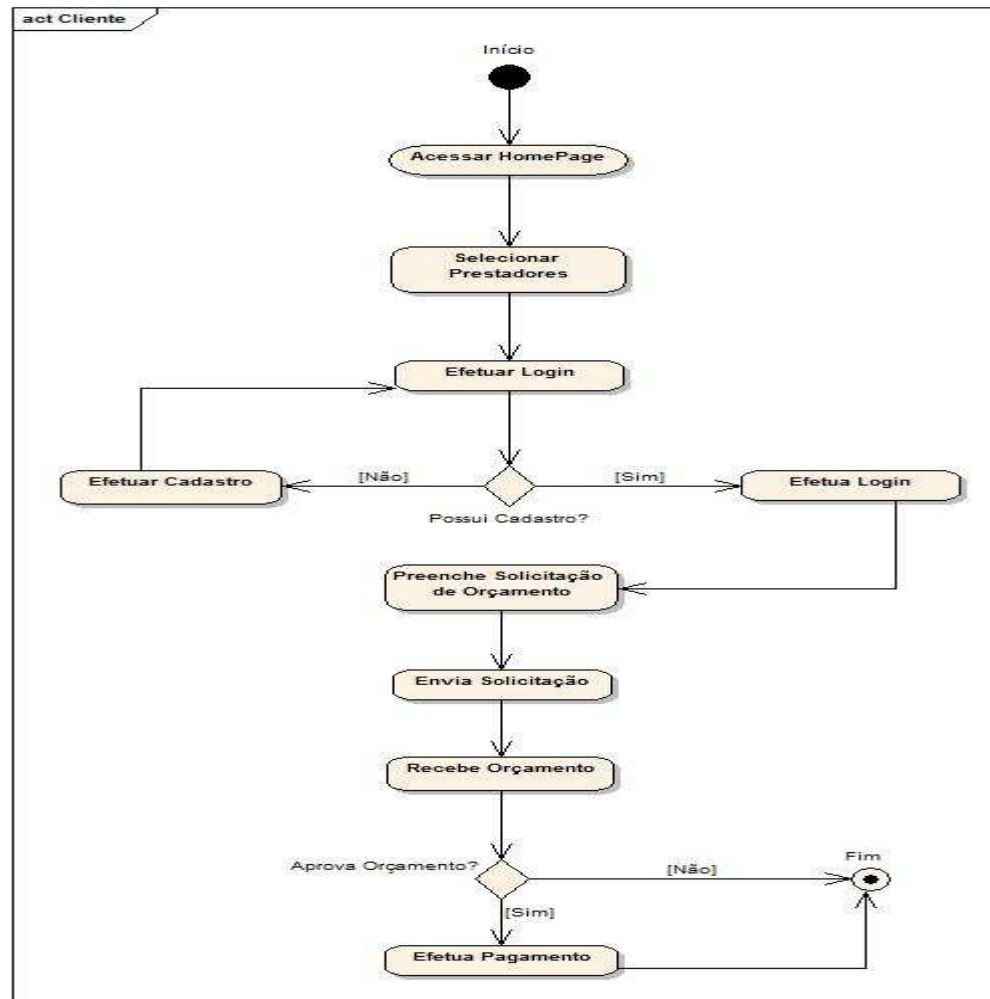 act Cliente
Início
Acessar HomePage
Selecionar
Prestadores
Efetuar Login
Efetuar Cadastro
[Não]
[Sim]
Efetua Login
Possui Cadastro?
Preenche Solicitação
de Orçamento
Envia Solicitação
Recebe Orçamento
Aprova Orçamento?
[Não]
Fim
[Sim]
Efetua Pagamento